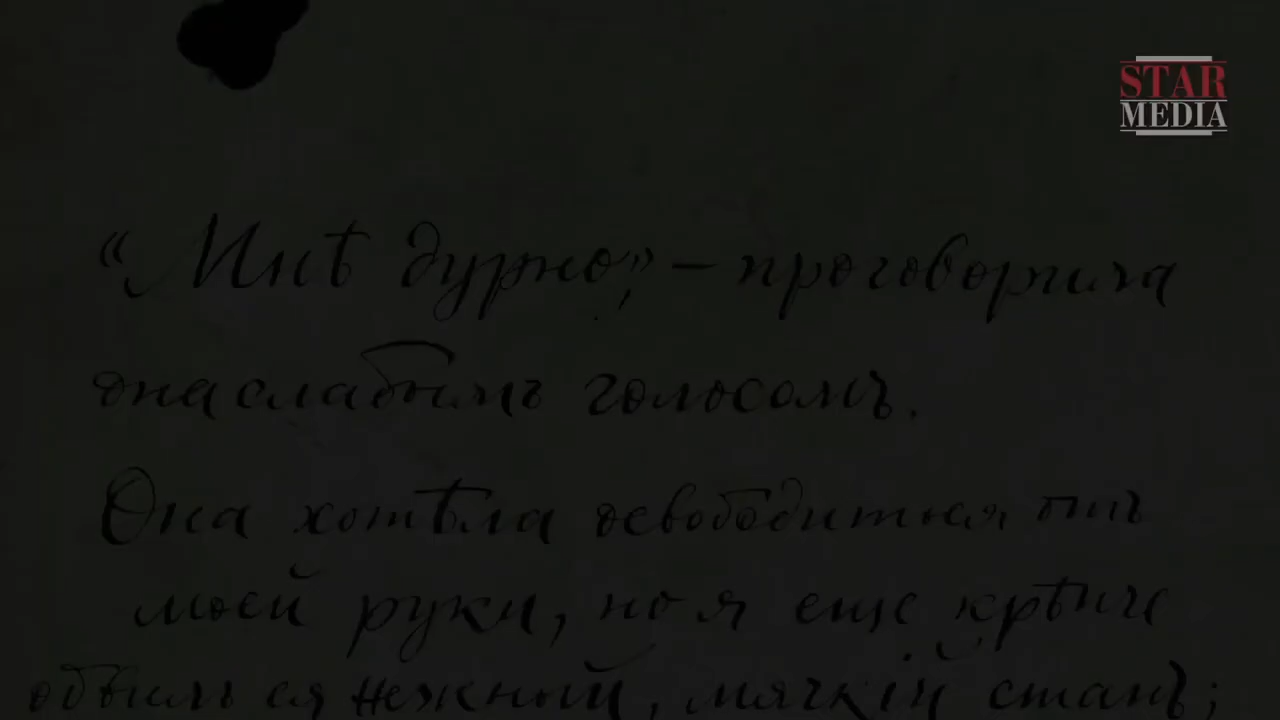 STAR
MEDIA
«Мнѣ дурно», – проговорила
она слабымъ голосомъ.
Она хотѣла освободиться отъ
моей руки, но я еще крѣпче
обвилъ ея нежный, мягкій станъ;